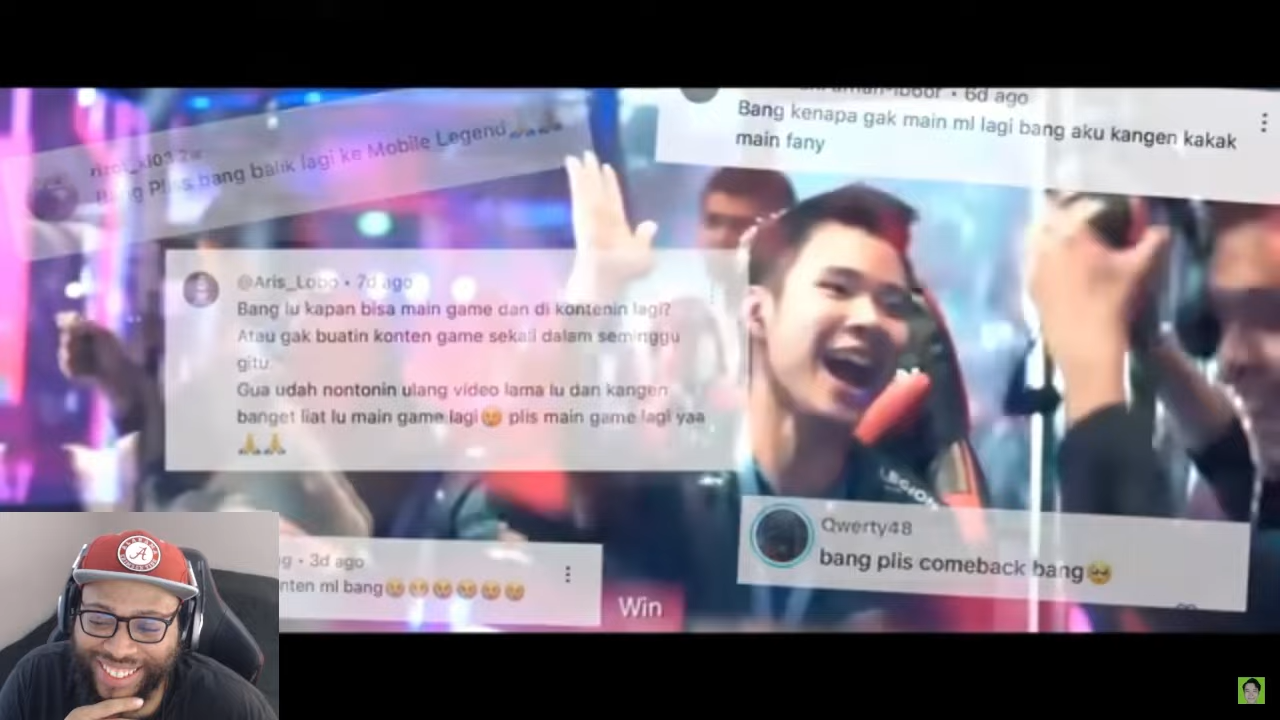 6d ago
Bang kenapa gak main ml lagi bang aku kangen kakak
main fany
bang balik lagi ke Mobile Legend🙏🙏
@Aris_Lobo • 7d ago
Bang lu kapan bisa main game dan di kontenin lagi?
Atau gak buatin konten game sekali dalam seminggu
gitu
Gua udah nontonin ulang video lama lu dan kangen
banget liat lu main game lagi😢 plis main game lagi yaa
🙏🙏
LEGION
Qwerty48
bang plis comeback bang🥺
g • 3d ago
nten ml bang😢😢😢😢😢😢
Win
ALABAMA
A